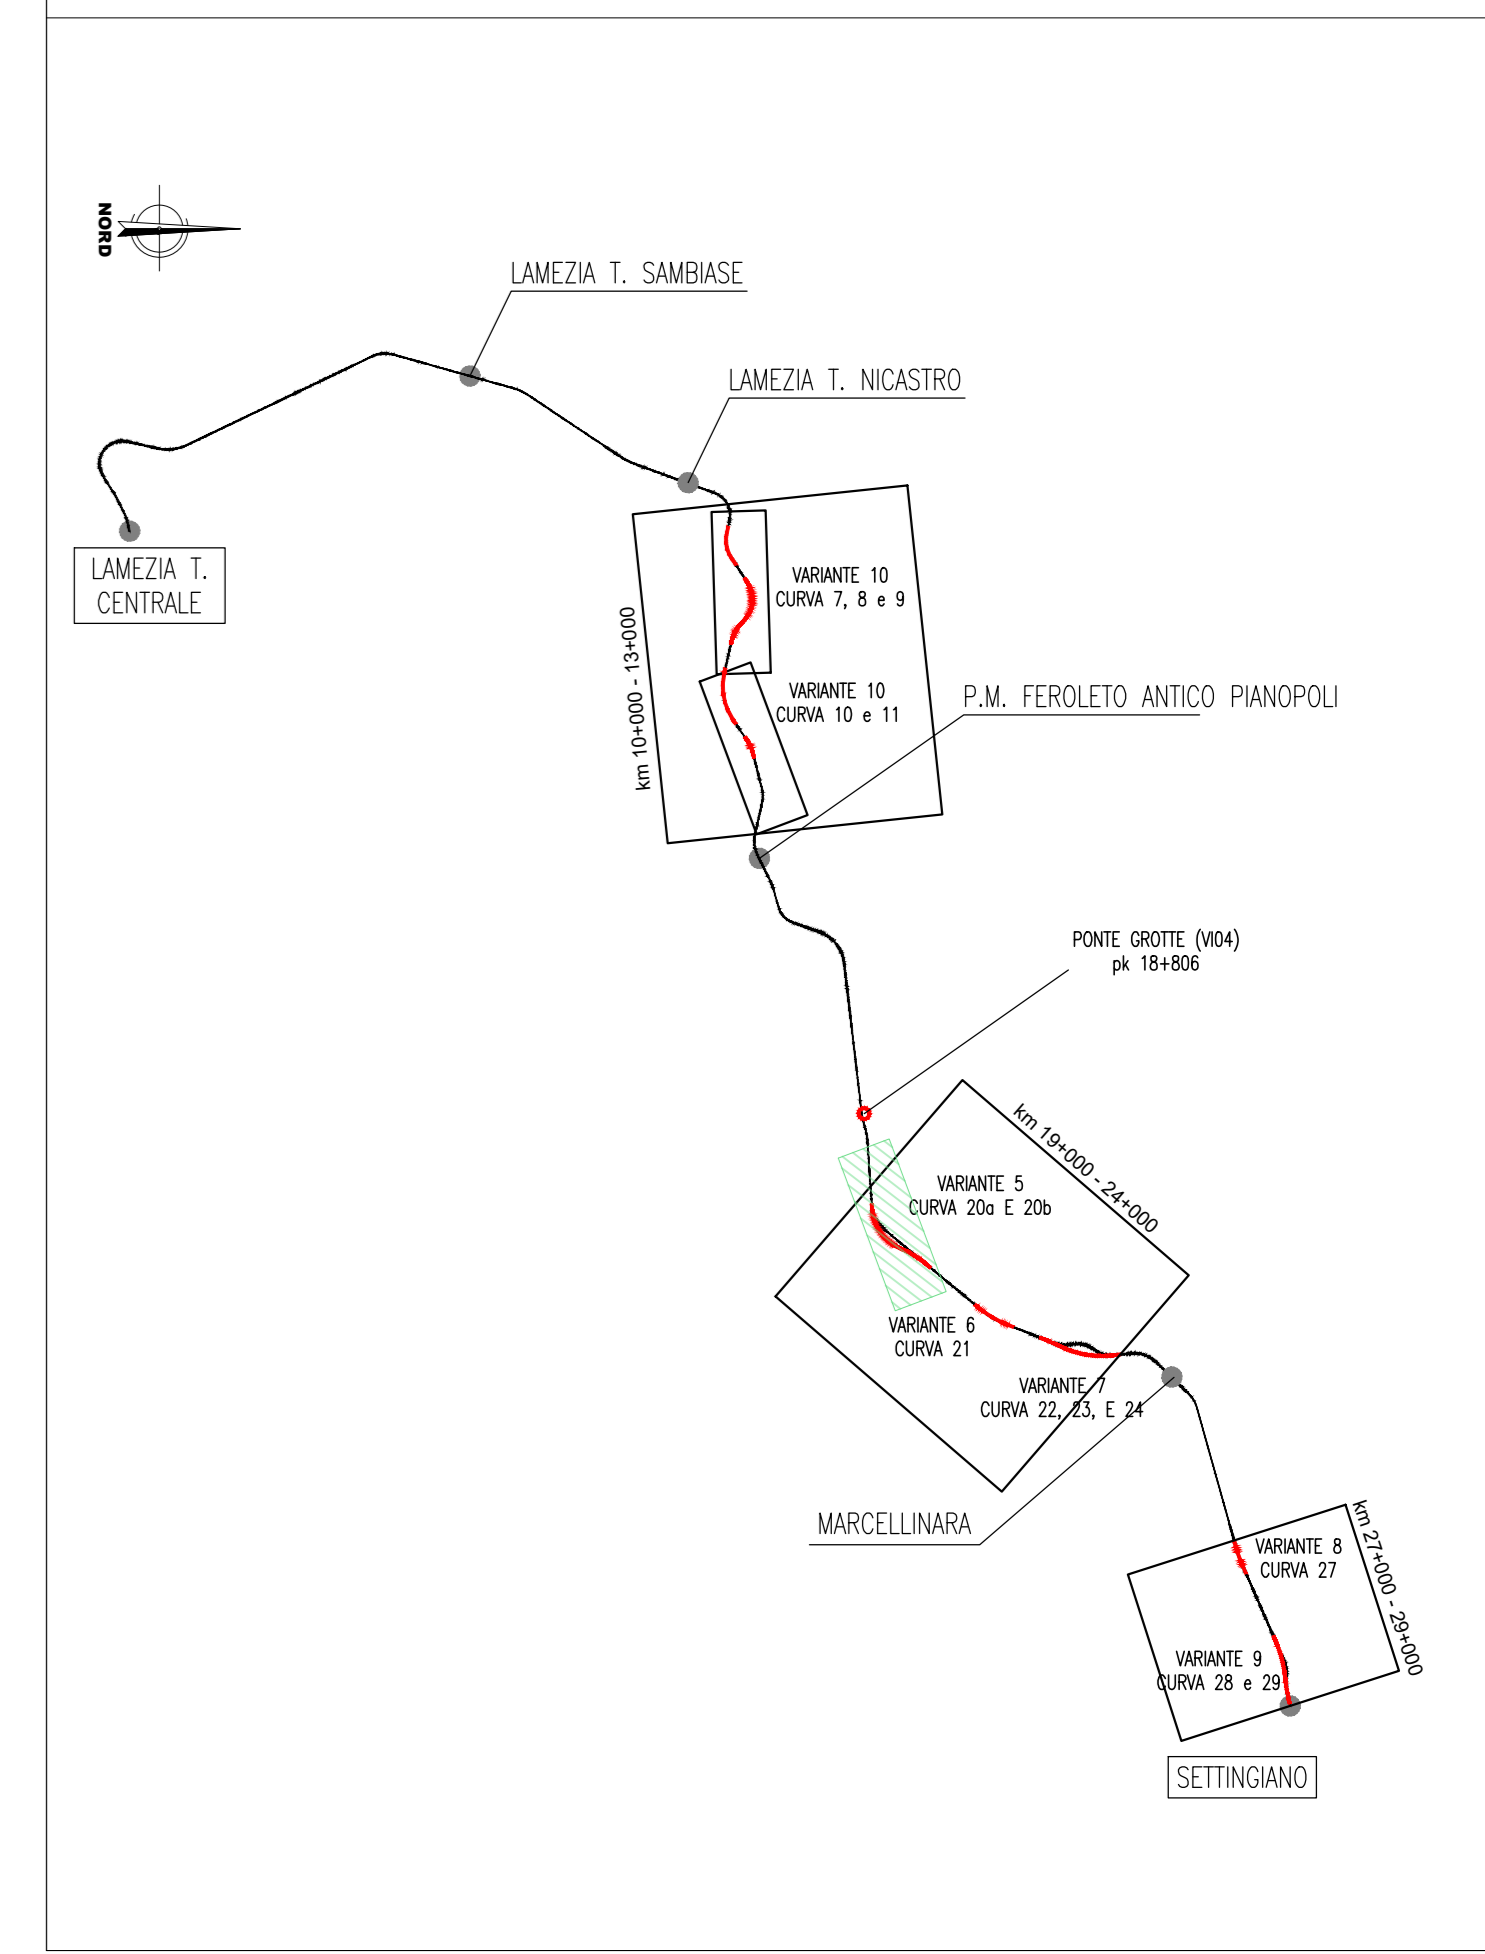 NORD
LAMEZIA T. SAMBIASE
LAMEZIA T. NICASTRO
LAMEZIA T.
CENTRALE
VARIANTE 10
CURVA 7, 8 e 9
km 10+000 - 13+000
VARIANTE 10
CURVA 10 e 11
P.M. FEROLETO ANTICO PIANOPOLI
PONTE GROTTE (VI04)
pk 18+806
km 19+000 - 24+000
VARIANTE 5
CURVA 20a E 20b
VARIANTE 6
CURVA 21
VARIANTE 7
CURVA 22, 23, E 24
MARCELLINARA
km 27+000 - 29+000
VARIANTE 8
CURVA 27
VARIANTE 9
CURVA 28 e 29
SETTINGIANO